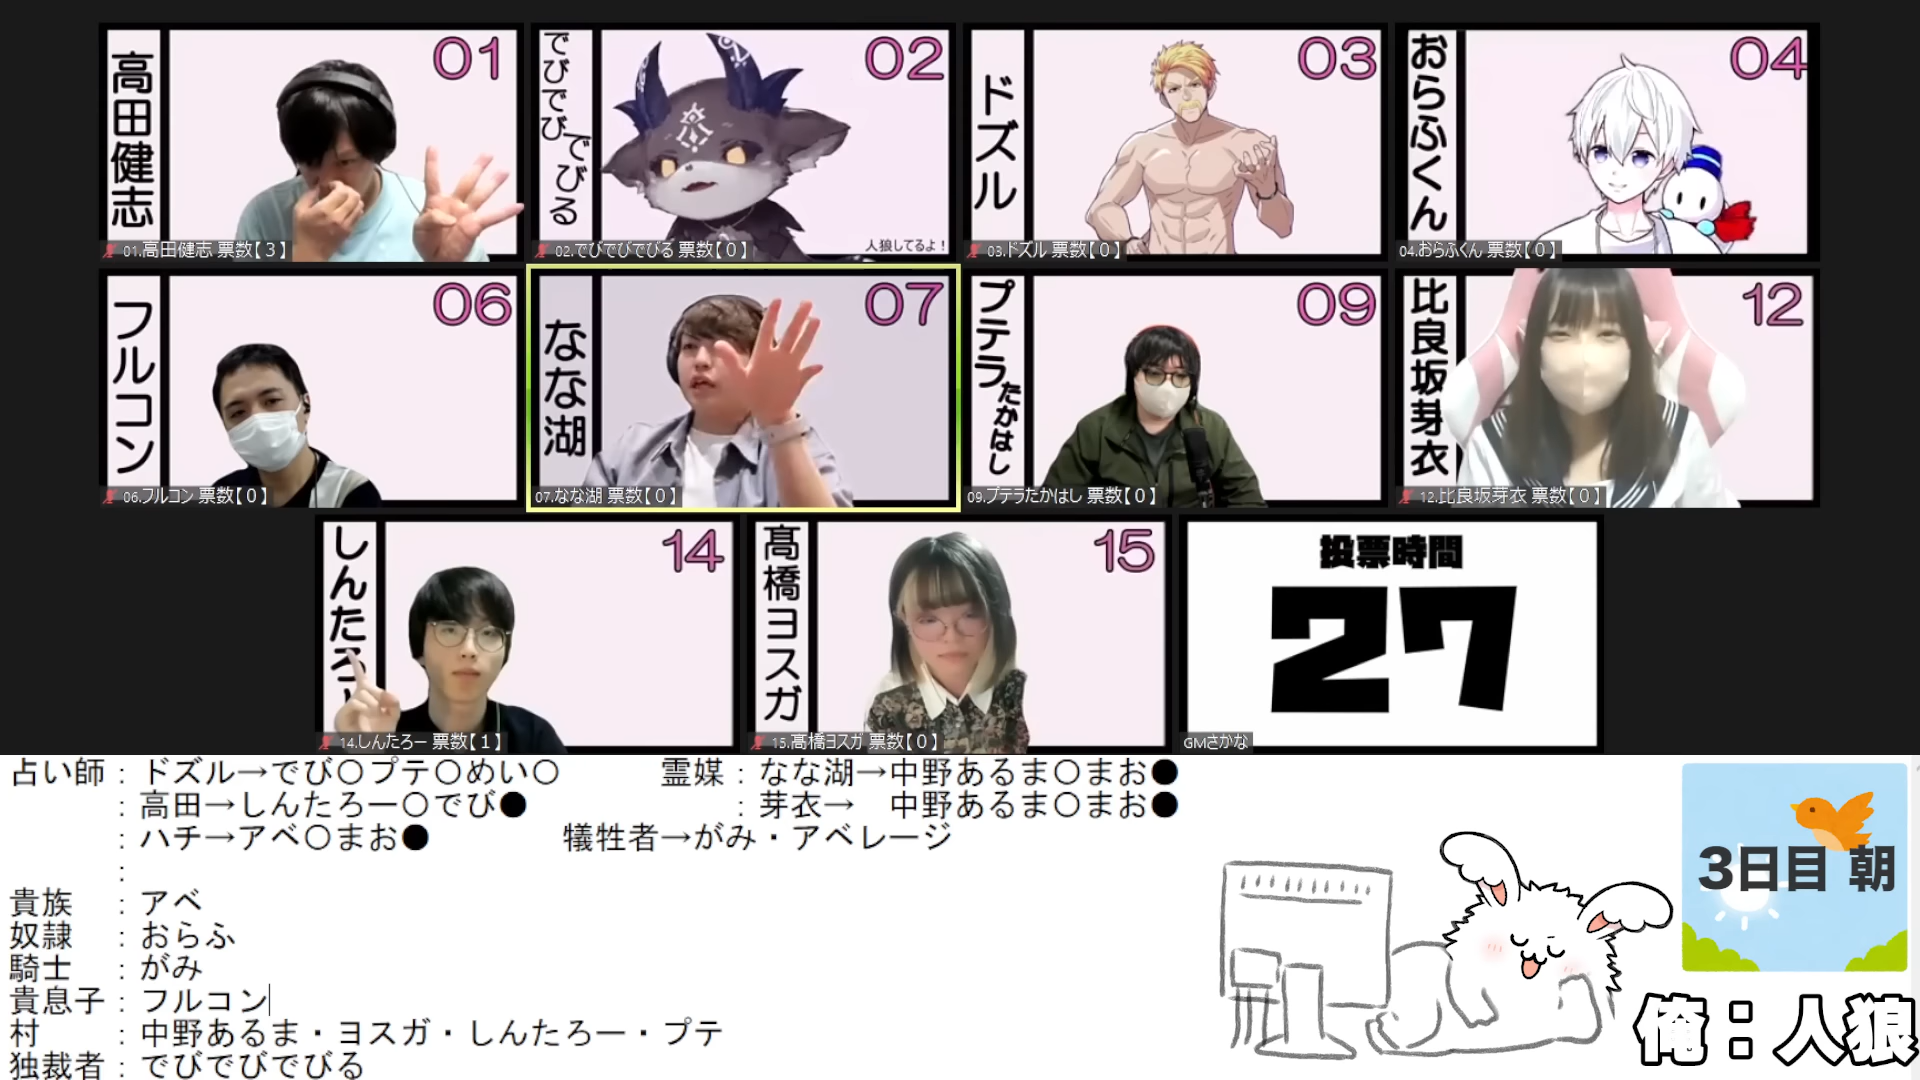 高田健志
01
01.高田健志 票数【3】
でびでびでびる
02
人狼してるよ!
02.でびでびでびる 票数【0】
ドズル
03
03.ドズル 票数【0】
おらふくん
04
04.おらふくん 票数【0】
フルコン
06
06.フルコン 票数【0】
なな湖
07
07.なな湖 票数【0】
プテラたかはし
09
09.プテラたかはし 票数【0】
比良坂芽衣
12
12.比良坂芽衣 票数【0】
しんたろー
14
14.しんたろー 票数【1】
髙橋ヨスガ
15
15.髙橋ヨスガ 票数【0】
投票時間
27
GMさかな
占い師：ドズル→でび〇プテ〇めい〇
霊媒：なな湖→中野あるま〇まお●
：高田→しんたろー〇でび●
：芽衣→ 中野あるま〇まお●
：ハチ→アベ〇まお●
犠牲者→がみ・アベレージ
：
貴族：アベ
奴隷：おらふ
騎士：がみ
貴息子：フルコン
村：中野あるま・ヨスガ・しんたろー・プテ
独裁者：でびでびでびる
3日目 朝
俺：人狼